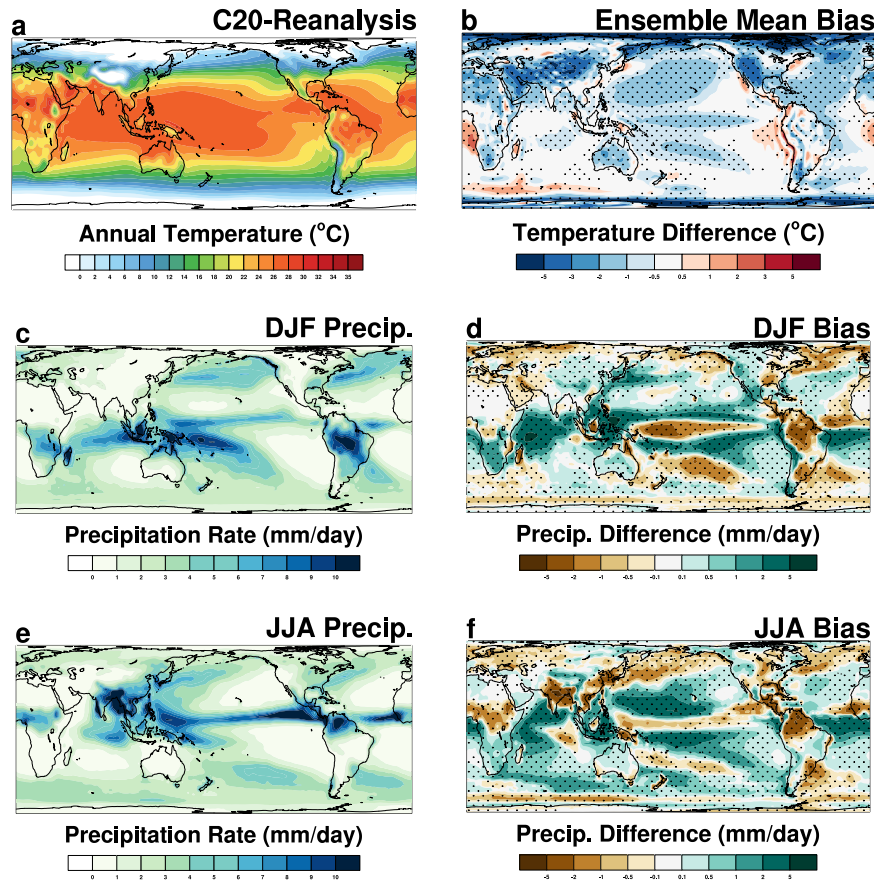 a C20-Reanalysis
b Ensemble Mean Bias
Annual Temperature (°C)
0 2 4 6 8 10 12 14 16 18 20 22 24 26 28 30 32 34 35
Temperature Difference (°C)
-5 -3 -2 -1 -0.5 0.5 1 2 3 5
c DJF Precip.
d DJF Bias
Precipitation Rate (mm/day)
0 1 2 3 4 5 6 7 8 9 10
Precip. Difference (mm/day)
-5 -2 -1 -0.5 -0.1 0.1 0.5 1 2 5
e JJA Precip.
f JJA Bias
Precipitation Rate (mm/day)
0 1 2 3 4 5 6 7 8 9 10
Precip. Difference (mm/day)
-5 -2 -1 -0.5 -0.1 0.1 0.5 1 2 5